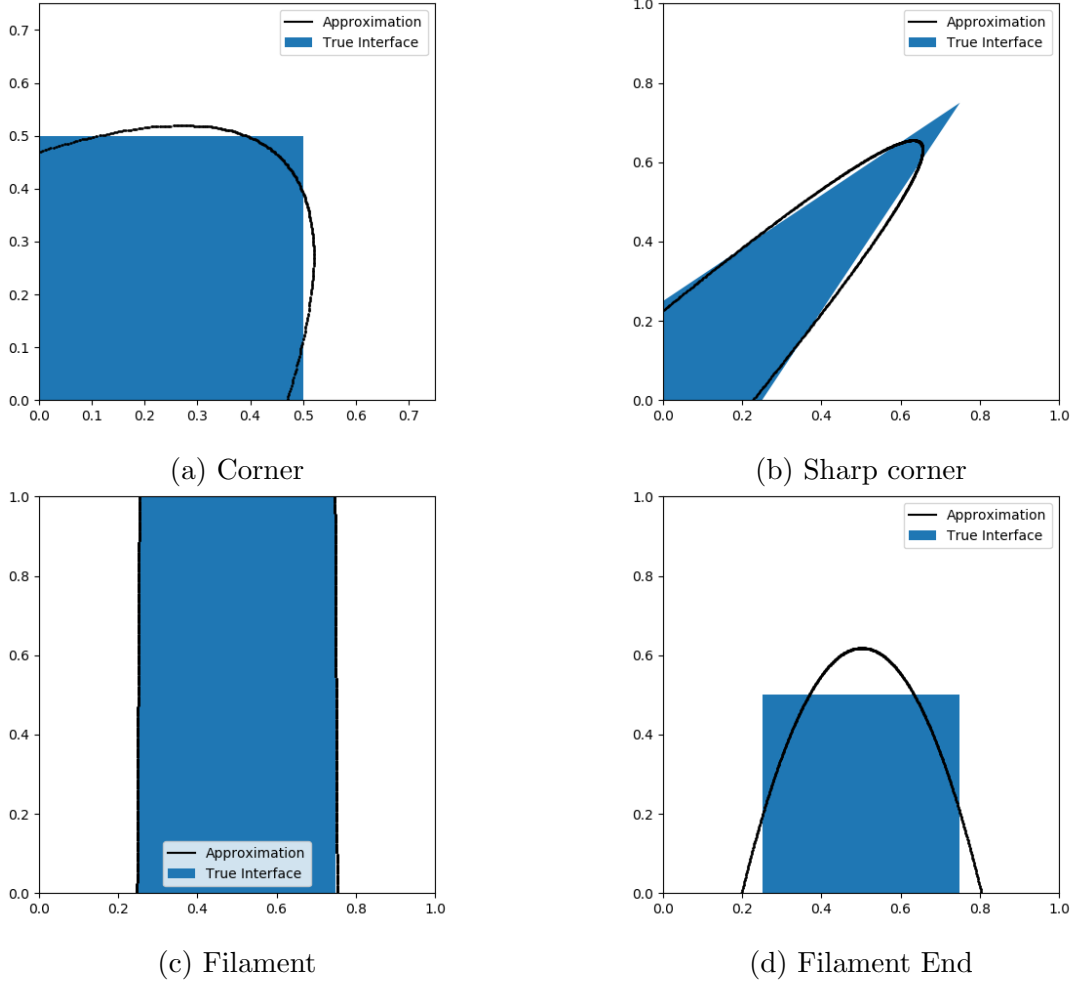 Approximation
True Interface
0.7
0.6
0.5
0.4
0.3
0.2
0.1
0.0
0.0 0.1 0.2 0.3 0.4 0.5 0.6 0.7
(a) Corner
Approximation
True Interface
1.0
0.8
0.6
0.4
0.2
0.0
0.0 0.2 0.4 0.6 0.8 1.0
(b) Sharp corner
1.0
0.8
0.6
0.4
0.2
0.0
Approximation
True Interface
0.0 0.2 0.4 0.6 0.8 1.0
(c) Filament
Approximation
True Interface
1.0
0.8
0.6
0.4
0.2
0.0
0.0 0.2 0.4 0.6 0.8 1.0
(d) Filament End